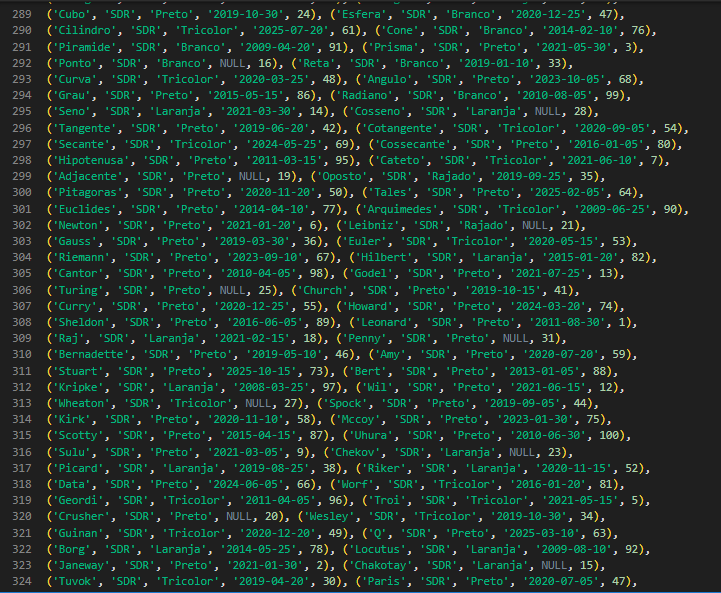 289 ('Cubo', 'SDR', 'Preto', '2019-10-30', 24), ('Esfera', 'SDR', 'Branco', '2020-12-25', 47),
290 ('Cilindro', 'SDR', 'Tricolor', '2025-07-20', 61), ('Cone', 'SDR', 'Branco', '2014-02-10', 76),
291 ('Piramide', 'SDR', 'Branco', '2009-04-20', 91), ('Prisma', 'SDR', 'Preto', '2021-05-30', 3),
292 ('Ponto', 'SDR', 'Branco', NULL, 16), ('Reta', 'SDR', 'Branco', '2019-01-10', 33),
293 ('Curva', 'SDR', 'Tricolor', '2020-03-25', 48), ('Angulo', 'SDR', 'Preto', '2023-10-05', 68),
294 ('Grau', 'SDR', 'Preto', '2015-05-15', 86), ('Radiano', 'SDR', 'Branco', '2010-08-05', 99),
295 ('Seno', 'SDR', 'Laranja', '2021-03-30', 14), ('Cosseno', 'SDR', 'Laranja', NULL, 28),
296 ('Tangente', 'SDR', 'Preto', '2019-06-20', 42), ('Cotangente', 'SDR', 'Tricolor', '2020-09-05', 54),
297 ('Secante', 'SDR', 'Tricolor', '2024-05-25', 69), ('Cossecante', 'SDR', 'Preto', '2016-01-05', 80),
298 ('Hipotenusa', 'SDR', 'Preto', '2011-03-15', 95), ('Cateto', 'SDR', 'Tricolor', '2021-06-10', 7),
299 ('Adjacente', 'SDR', 'Preto', NULL, 19), ('Oposto', 'SDR', 'Rajado', '2019-09-25', 35),
300 ('Pitagoras', 'SDR', 'Preto', '2020-11-20', 50), ('Tales', 'SDR', 'Preto', '2025-02-05', 64),
301 ('Euclides', 'SDR', 'Preto', '2014-04-10', 77), ('Arquimedes', 'SDR', 'Tricolor', '2009-06-25', 90),
302 ('Newton', 'SDR', 'Preto', '2021-01-20', 6), ('Leibniz', 'SDR', 'Rajado', NULL, 21),
303 ('Gauss', 'SDR', 'Preto', '2019-03-30', 36), ('Euler', 'SDR', 'Tricolor', '2020-05-15', 53),
304 ('Riemann', 'SDR', 'Preto', '2023-09-10', 67), ('Hilbert', 'SDR', 'Laranja', '2015-01-20', 82),
305 ('Cantor', 'SDR', 'Preto', '2010-04-05', 98), ('Godel', 'SDR', 'Preto', '2021-07-25', 13),
306 ('Turing', 'SDR', 'Preto', NULL, 25), ('Church', 'SDR', 'Preto', '2019-10-15', 41),
307 ('Curry', 'SDR', 'Preto', '2020-12-25', 55), ('Howard', 'SDR', 'Preto', '2024-03-20', 74),
308 ('Sheldon', 'SDR', 'Preto', '2016-06-05', 89), ('Leonard', 'SDR', 'Preto', '2011-08-30', 1),
309 ('Raj', 'SDR', 'Laranja', '2021-02-15', 18), ('Penny', 'SDR', 'Preto', NULL, 31),
310 ('Bernadette', 'SDR', 'Preto', '2019-05-10', 46), ('Amy', 'SDR', 'Preto', '2020-07-20', 59),
311 ('Stuart', 'SDR', 'Preto', '2025-10-15', 73), ('Bert', 'SDR', 'Preto', '2013-01-05', 88),
312 ('Kripke', 'SDR', 'Laranja', '2008-03-25', 97), ('Wil', 'SDR', 'Preto', '2021-06-15', 12),
313 ('Wheaton', 'SDR', 'Tricolor', NULL, 27), ('Spock', 'SDR', 'Preto', '2019-09-05', 44),
314 ('Kirk', 'SDR', 'Preto', '2020-11-10', 58), ('Mccoy', 'SDR', 'Preto', '2023-01-30', 75),
315 ('Scotty', 'SDR', 'Preto', '2015-04-15', 87), ('Uhura', 'SDR', 'Preto', '2010-06-30', 100),
316 ('Sulu', 'SDR', 'Preto', '2021-03-05', 9), ('Chekov', 'SDR', 'Laranja', NULL, 23),
317 ('Picard', 'SDR', 'Laranja', '2019-08-25', 38), ('Riker', 'SDR', 'Laranja', '2020-11-15', 52),
318 ('Data', 'SDR', 'Preto', '2024-06-05', 66), ('Worf', 'SDR', 'Tricolor', '2016-01-20', 81),
319 ('Geordi', 'SDR', 'Tricolor', '2011-04-05', 96), ('Troi', 'SDR', 'Tricolor', '2021-05-15', 5),
320 ('Crusher', 'SDR', 'Preto', NULL, 20), ('Wesley', 'SDR', 'Tricolor', '2019-10-30', 34),
321 ('Guinan', 'SDR', 'Tricolor', '2020-12-20', 49), ('Q', 'SDR', 'Preto', '2025-03-10', 63),
322 ('Borg', 'SDR', 'Laranja', '2014-05-25', 78), ('Locutus', 'SDR', 'Laranja', '2009-08-10', 92),
323 ('Janeway', 'SDR', 'Preto', '2021-01-30', 2), ('Chakotay', 'SDR', 'Laranja', NULL, 15),
324 ('Tuvok', 'SDR', 'Tricolor', '2019-04-20', 30), ('Paris', 'SDR', 'Preto', '2020-07-05', 47),